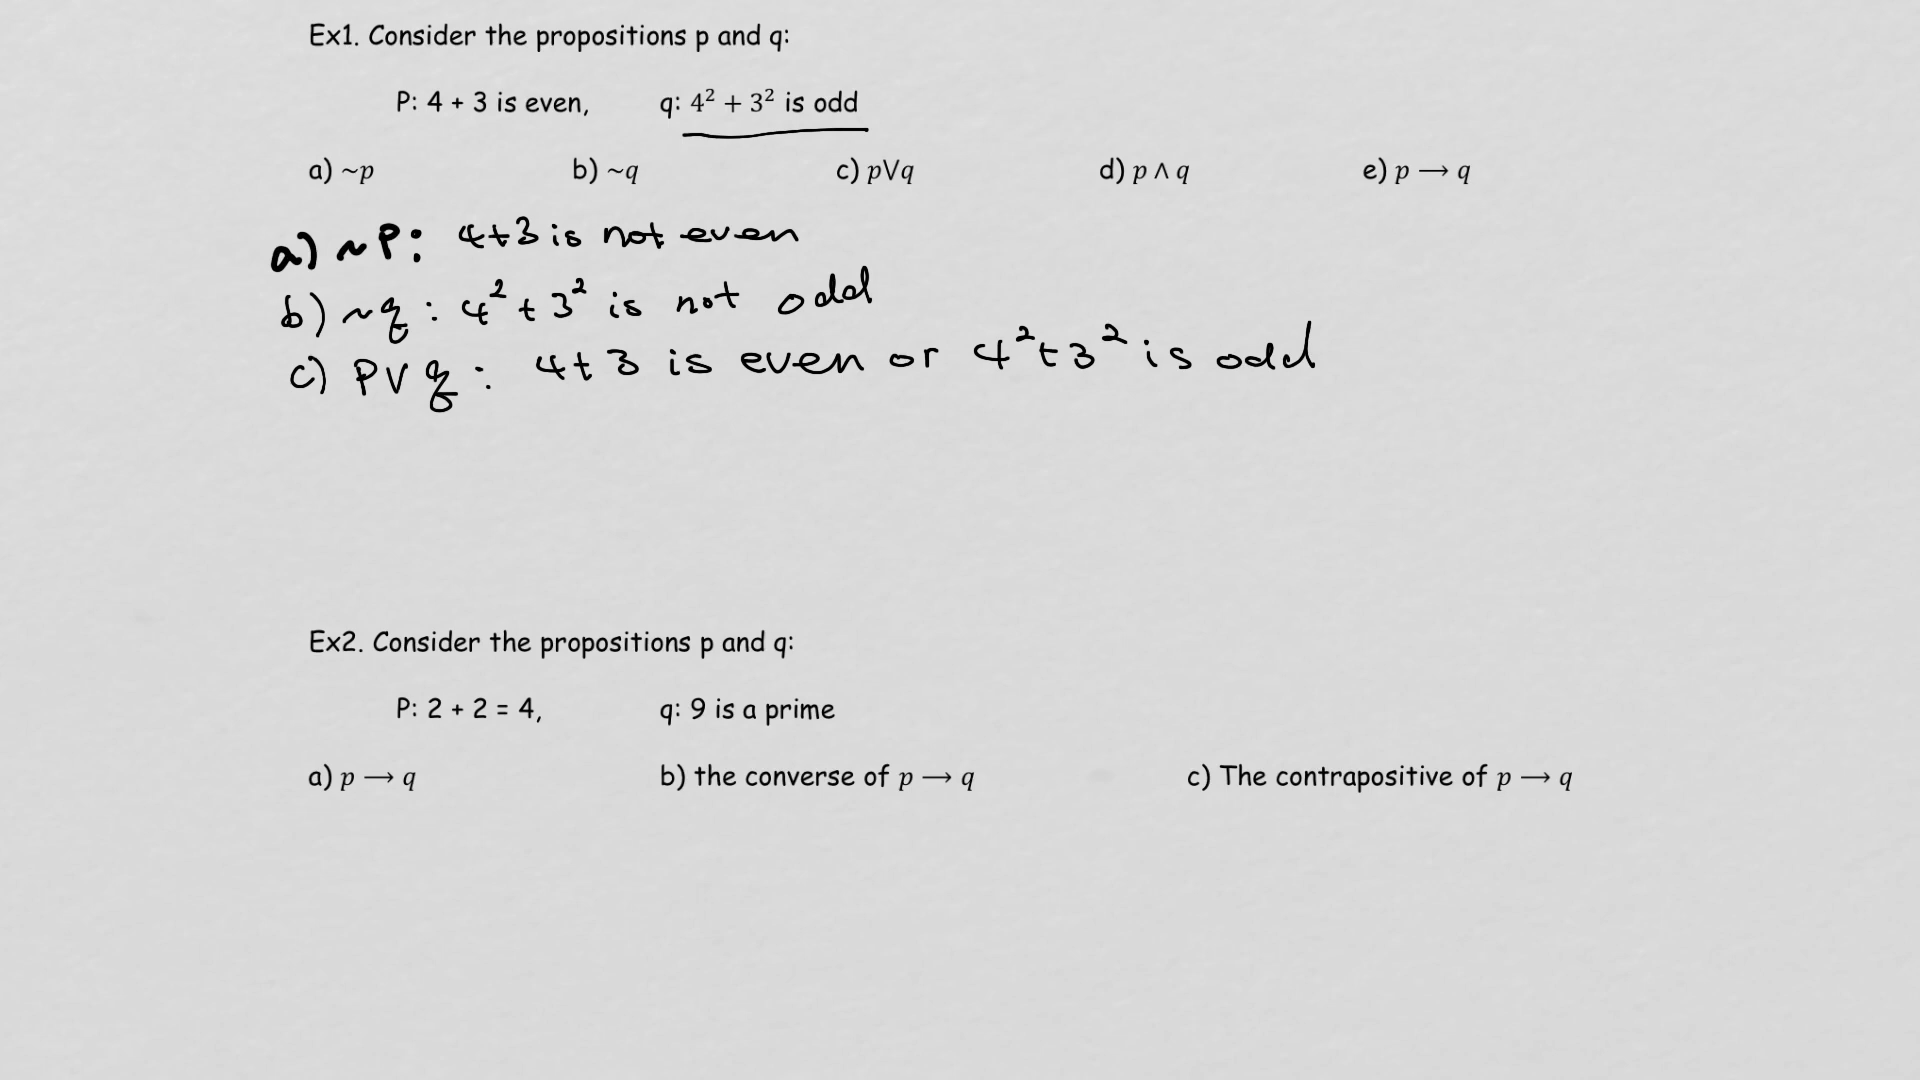 Ex1. Consider the propositions p and q:
P: 4 + 3 is even, q: 4² + 3² is odd
a) ~p b) ~q c) p∨q d) p ∧ q e) p ⟶ q
a) ~P: 4+3 is not even
b) ~q : 4² + 3² is not odd
c) P∨q : 4+3 is even or 4²+3² is odd
Ex2. Consider the propositions p and q:
P: 2 + 2 = 4, q: 9 is a prime
a) p ⟶ q b) the converse of p ⟶ q c) The contrapositive of p ⟶ q